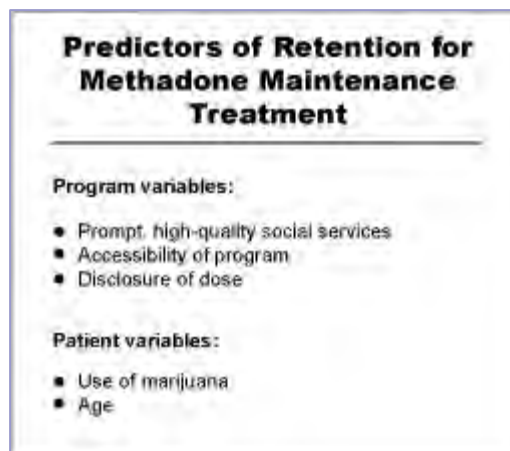 Predictors of Retention for
Methadone Maintenance
Treatment
Program variables:
• Prompt, high-quality social services
• Accessibility of program
• Disclosure of dose
Patient variables:
• Use of marijuana
• Age